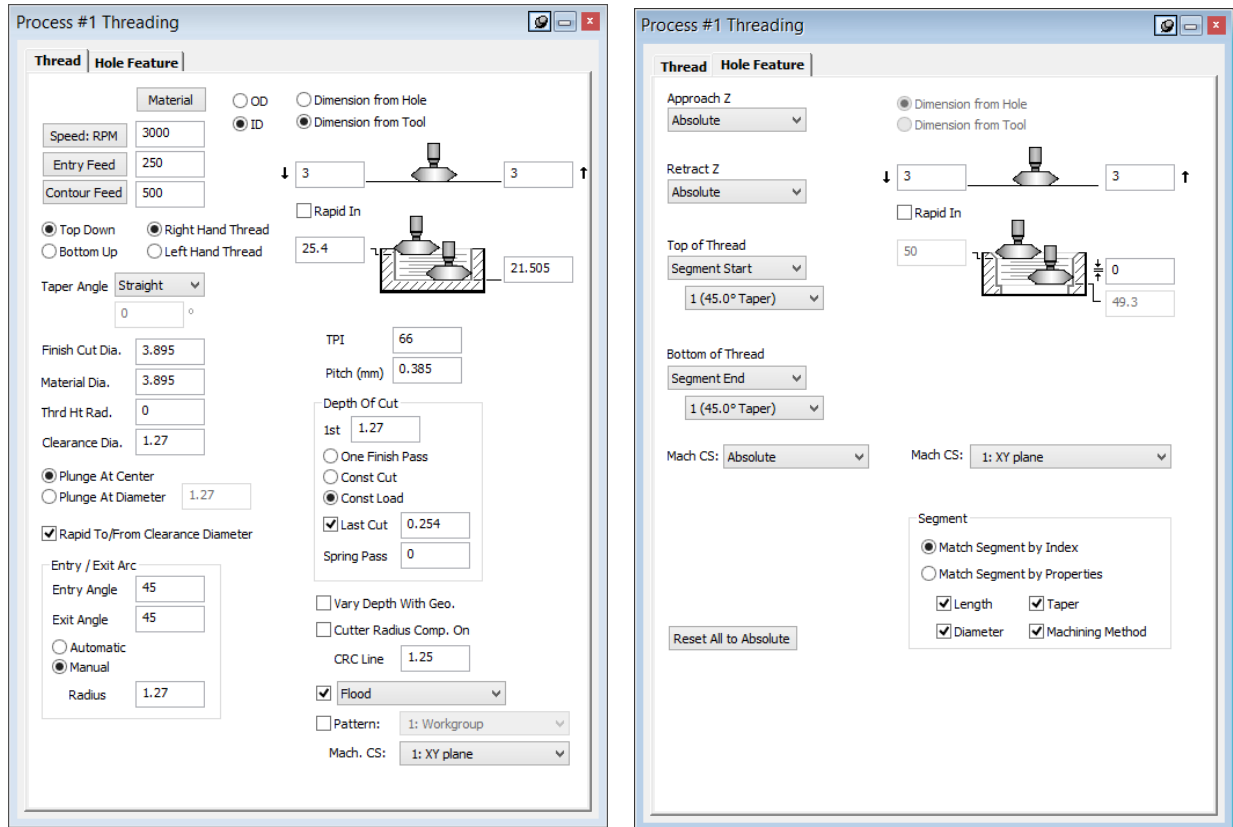 Process #1 Threading
Thread Hole Feature
Material
OD
ID
Dimension from Hole
Dimension from Tool
Speed: RPM 3000
Entry Feed 250
Contour Feed 500
3 3
Rapid In
Top Down Right Hand Thread
Bottom Up Left Hand Thread
25.4
21.505
Taper Angle Straight
0 °
Finish Cut Dia. 3.895
Material Dia. 3.895
Thrd Ht Rad. 0
Clearance Dia. 1.27
Plunge At Center
Plunge At Diameter 1.27
Rapid To/From Clearance Diameter
Entry / Exit Arc
Entry Angle 45
Exit Angle 45
Automatic
Manual
Radius 1.27
TPI 66
Pitch (mm) 0.385
Depth Of Cut
1st 1.27
One Finish Pass
Const Cut
Const Load
Last Cut 0.254
Spring Pass 0
Vary Depth With Geo.
Cutter Radius Comp. On
CRC Line 1.25
Flood
Pattern: 1: Workgroup
Mach. CS: 1: XY plane
Process #1 Threading
Thread Hole Feature
Approach Z
Absolute
Dimension from Hole
Dimension from Tool
Retract Z
Absolute
3 3
Rapid In
Top of Thread
Segment Start
1 (45.0° Taper)
50
0
49.3
Bottom of Thread
Segment End
1 (45.0° Taper)
Mach CS: Absolute
Mach CS: 1: XY plane
Segment
Match Segment by Index
Match Segment by Properties
Length Taper
Diameter Machining Method
Reset All to Absolute